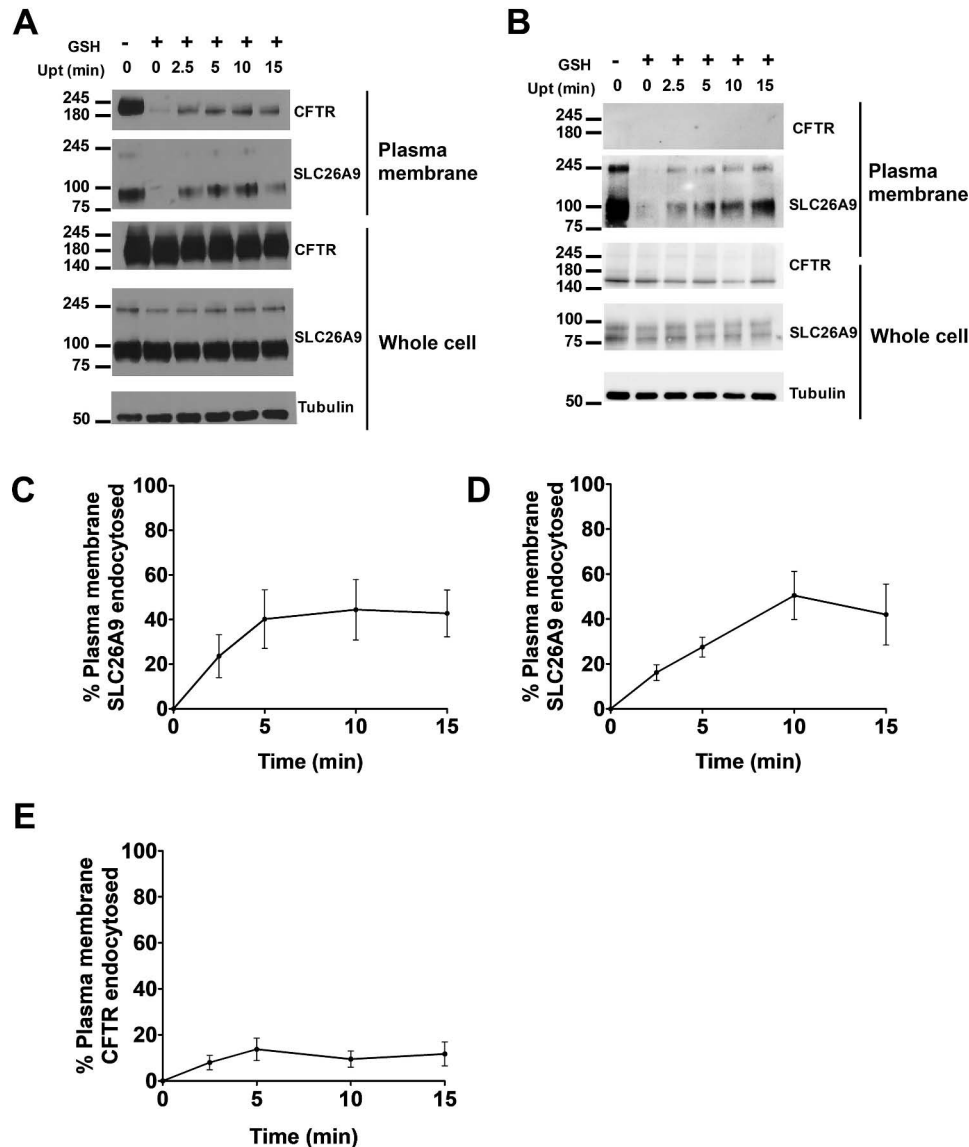 A
GSH - + + + + +
Upt (min) 0 0 2.5 5 10 15
245
180
CFTR
245
100
75
SLC26A9
Plasma
membrane
245
180
140
CFTR
245
100
75
SLC26A9
Whole cell
50
Tubulin
B
GSH - + + + + +
Upt (min) 0 0 2.5 5 10 15
245
180
CFTR
245
100
75
SLC26A9
Plasma
membrane
245
180
140
CFTR
100
75
SLC26A9
Whole cell
50
Tubulin
C
% Plasma membrane
SLC26A9 endocytosed
100
80
60
40
20
0
0 5 10 15
Time (min)
D
% Plasma membrane
SLC26A9 endocytosed
100
80
60
40
20
0
0 5 10 15
Time (min)
E
% Plasma membrane
CFTR endocytosed
100
80
60
40
20
0
0 5 10 15
Time (min)